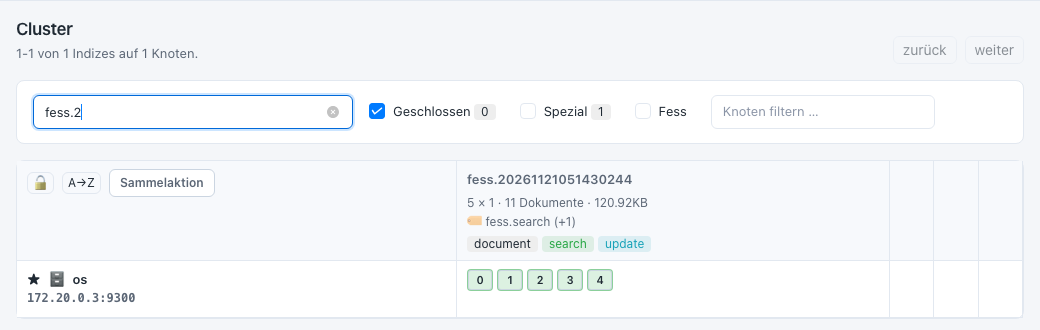 Cluster
1-1 von 1 Indizes auf 1 Knoten.
zurück weiter
fess.2 Geschlossen 0 Spezial 1 Fess Knoten filtern ...
A→Z Sammelaktion
fess.20261121051430244
5 × 1 · 11 Dokumente · 120.92KB
fess.search (+1)
document search update
★ os
172.20.0.3:9300
0 1 2 3 4